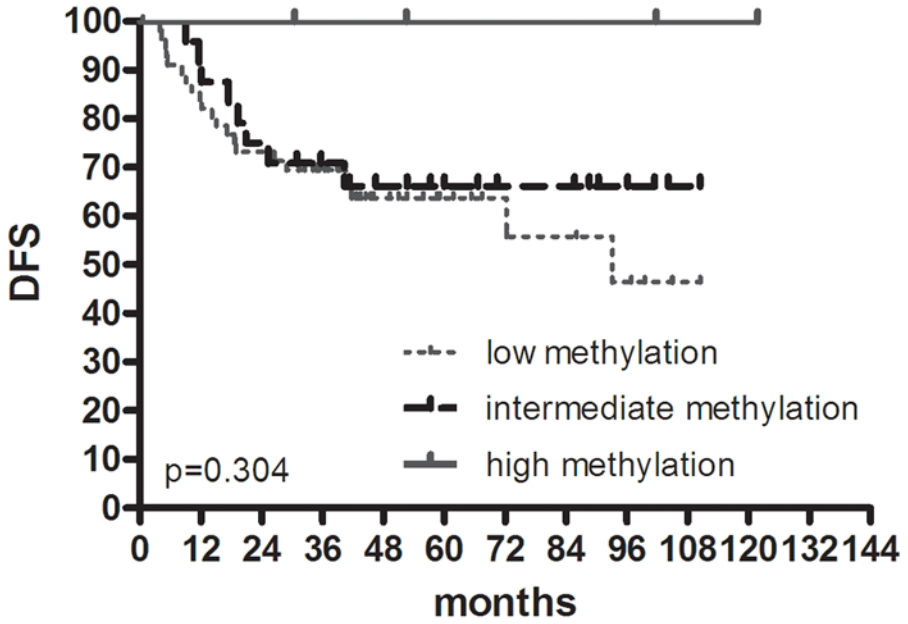 100
90
80
70
60
50
40
30
20
10
0
DFS
low methylation
intermediate methylation
high methylation
p=0.304
0 12 24 36 48 60 72 84 96 108 120 132 144
months